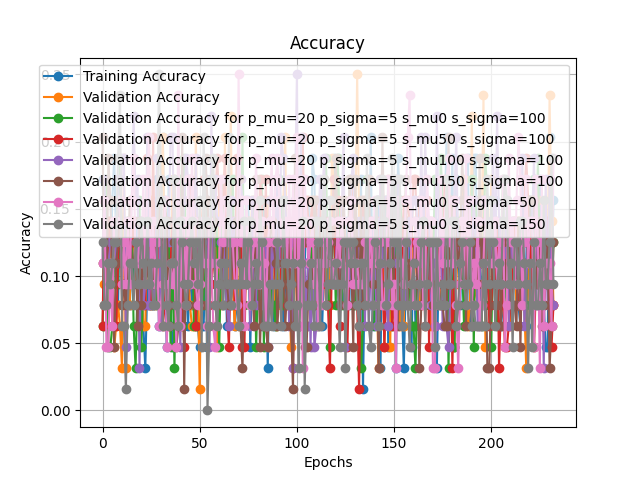 Accuracy
0.25
0.20
0.15
0.10
0.05
0.00
Accuracy
Training Accuracy
Validation Accuracy
Validation Accuracy for p_mu=20 p_sigma=5 s_mu0 s_sigma=100
Validation Accuracy for p_mu=20 p_sigma=5 s_mu50 s_sigma=100
Validation Accuracy for p_mu=20 p_sigma=5 s_mu100 s_sigma=100
Validation Accuracy for p_mu=20 p_sigma=5 s_mu150 s_sigma=100
Validation Accuracy for p_mu=20 p_sigma=5 s_mu0 s_sigma=50
Validation Accuracy for p_mu=20 p_sigma=5 s_mu0 s_sigma=150
0 50 100 150 200
Epochs